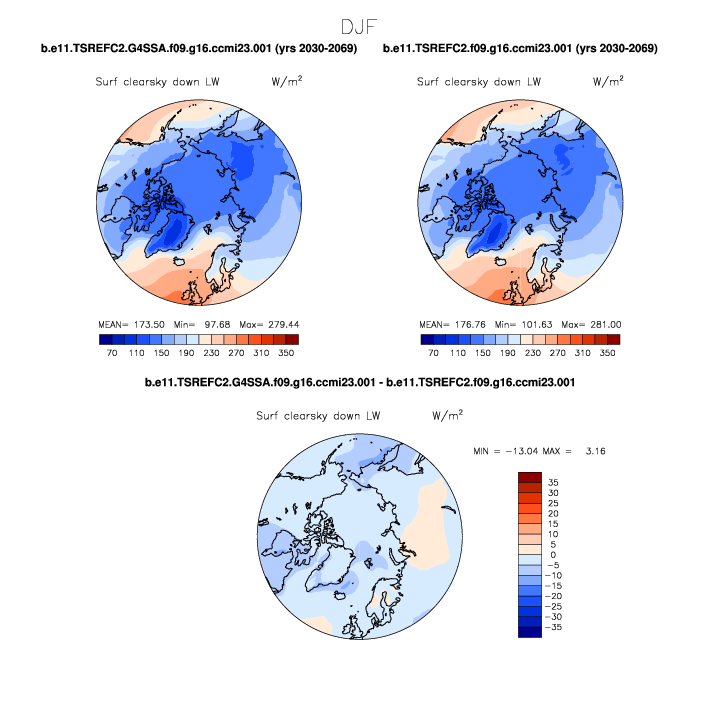 DJF
b.e11.TSREFC2.G4SSA.f09.g16.ccmi23.001 (yrs 2030-2069)
b.e11.TSREFC2.f09.g16.ccmi23.001 (yrs 2030-2069)
Surf clearsky down LW W/m²
Surf clearsky down LW W/m²
MEAN= 173.50 Min= 97.68 Max= 279.44
70 110 150 190 230 270 310 350
MEAN= 176.76 Min= 101.63 Max= 281.00
70 110 150 190 230 270 310 350
b.e11.TSREFC2.G4SSA.f09.g16.ccmi23.001 - b.e11.TSREFC2.f09.g16.ccmi23.001
Surf clearsky down LW W/m²
MIN = −13.04 MAX = 3.16
35
30
25
20
15
10
5
0
−5
−10
−15
−20
−25
−30
−35